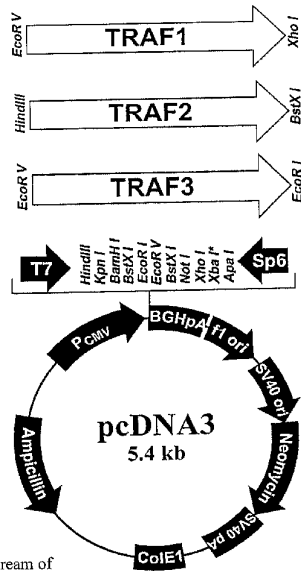 EcoR V TRAF1 Xho I
HindIII TRAF2 BstX I
EcoR V TRAF3 EcoR I
T7 HindIII Kpn I BamH I BstX I EcoR I EcoR V BstX I Not I Xho I Xba I* Apa I Sp6
PCMV BGHpA f1 ori
SV40 ori
pcDNA3
5.4 kb
Ampicillin Neomycin
SV40 pA
ColE1
ream of